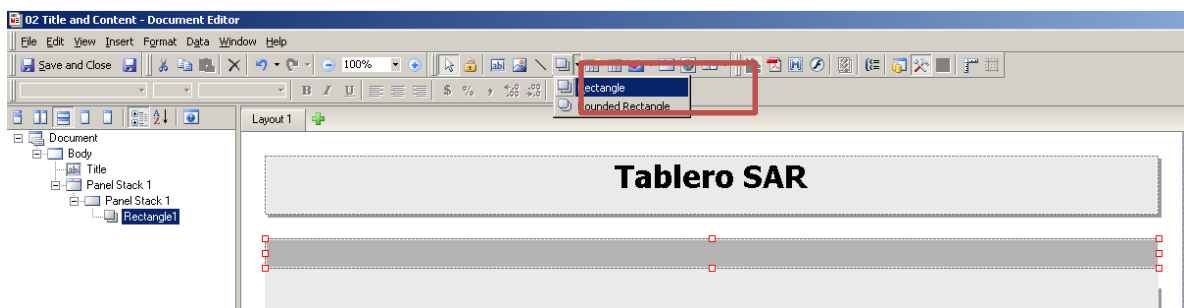 02 Title and Content - Document Editor
File Edit View Insert Format Data Window Help
Save and Close 100%
B I U $ % ,
ectangle
ounded Rectangle
Layout 1
Document
Body
Title
Panel Stack 1
Panel Stack 1
Rectangle1
Tablero SAR